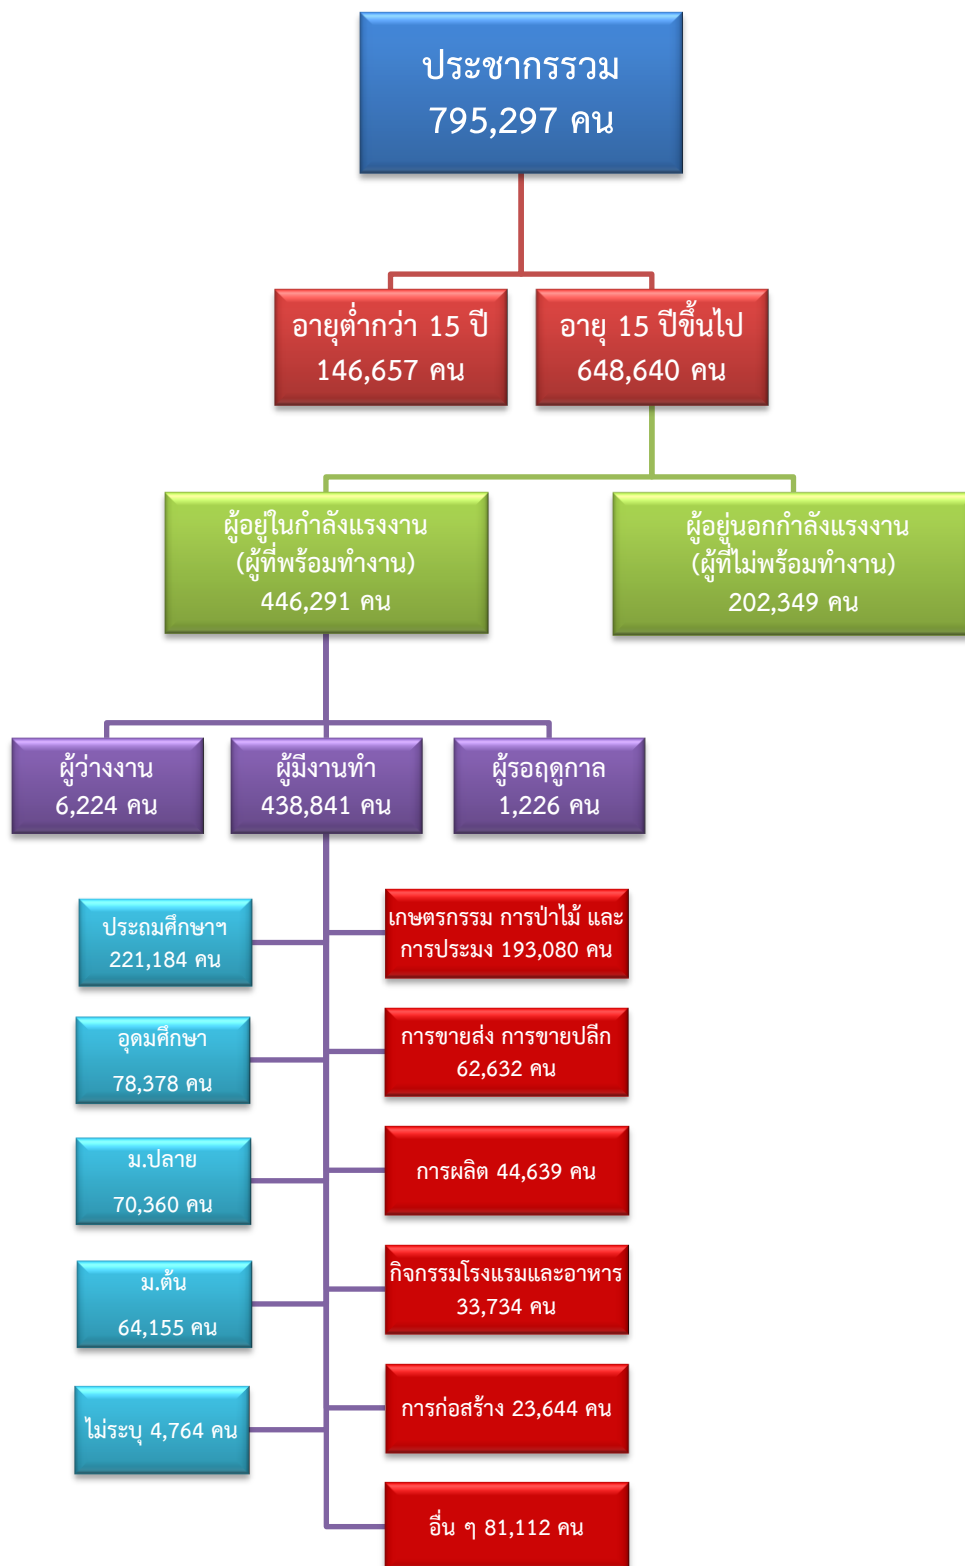 ประชากรรวม
795,297 คน
อายุต่ำกว่า 15 ปี
146,657 คน
อายุ 15 ปีขึ้นไป
648,640 คน
ผู้อยู่ในกำลังแรงงาน
(ผู้ที่พร้อมทำงาน)
446,291 คน
ผู้อยู่นอกกำลังแรงงาน
(ผู้ที่ไม่พร้อมทำงาน)
202,349 คน
ผู้ว่างงาน
6,224 คน
ผู้มีงานทำ
438,841 คน
ผู้รอฤดูกาล
1,226 คน
ประถมศึกษาฯ
221,184 คน
อุดมศึกษา
78,378 คน
ม.ปลาย
70,360 คน
ม.ต้น
64,155 คน
ไม่ระบุ 4,764 คน
เกษตรกรรม การป่าไม้ และ
การประมง 193,080 คน
การขายส่ง การขายปลีก
62,632 คน
การผลิต 44,639 คน
กิจกรรมโรงแรมและอาหาร
33,734 คน
การก่อสร้าง 23,644 คน
อื่น ๆ 81,112 คน